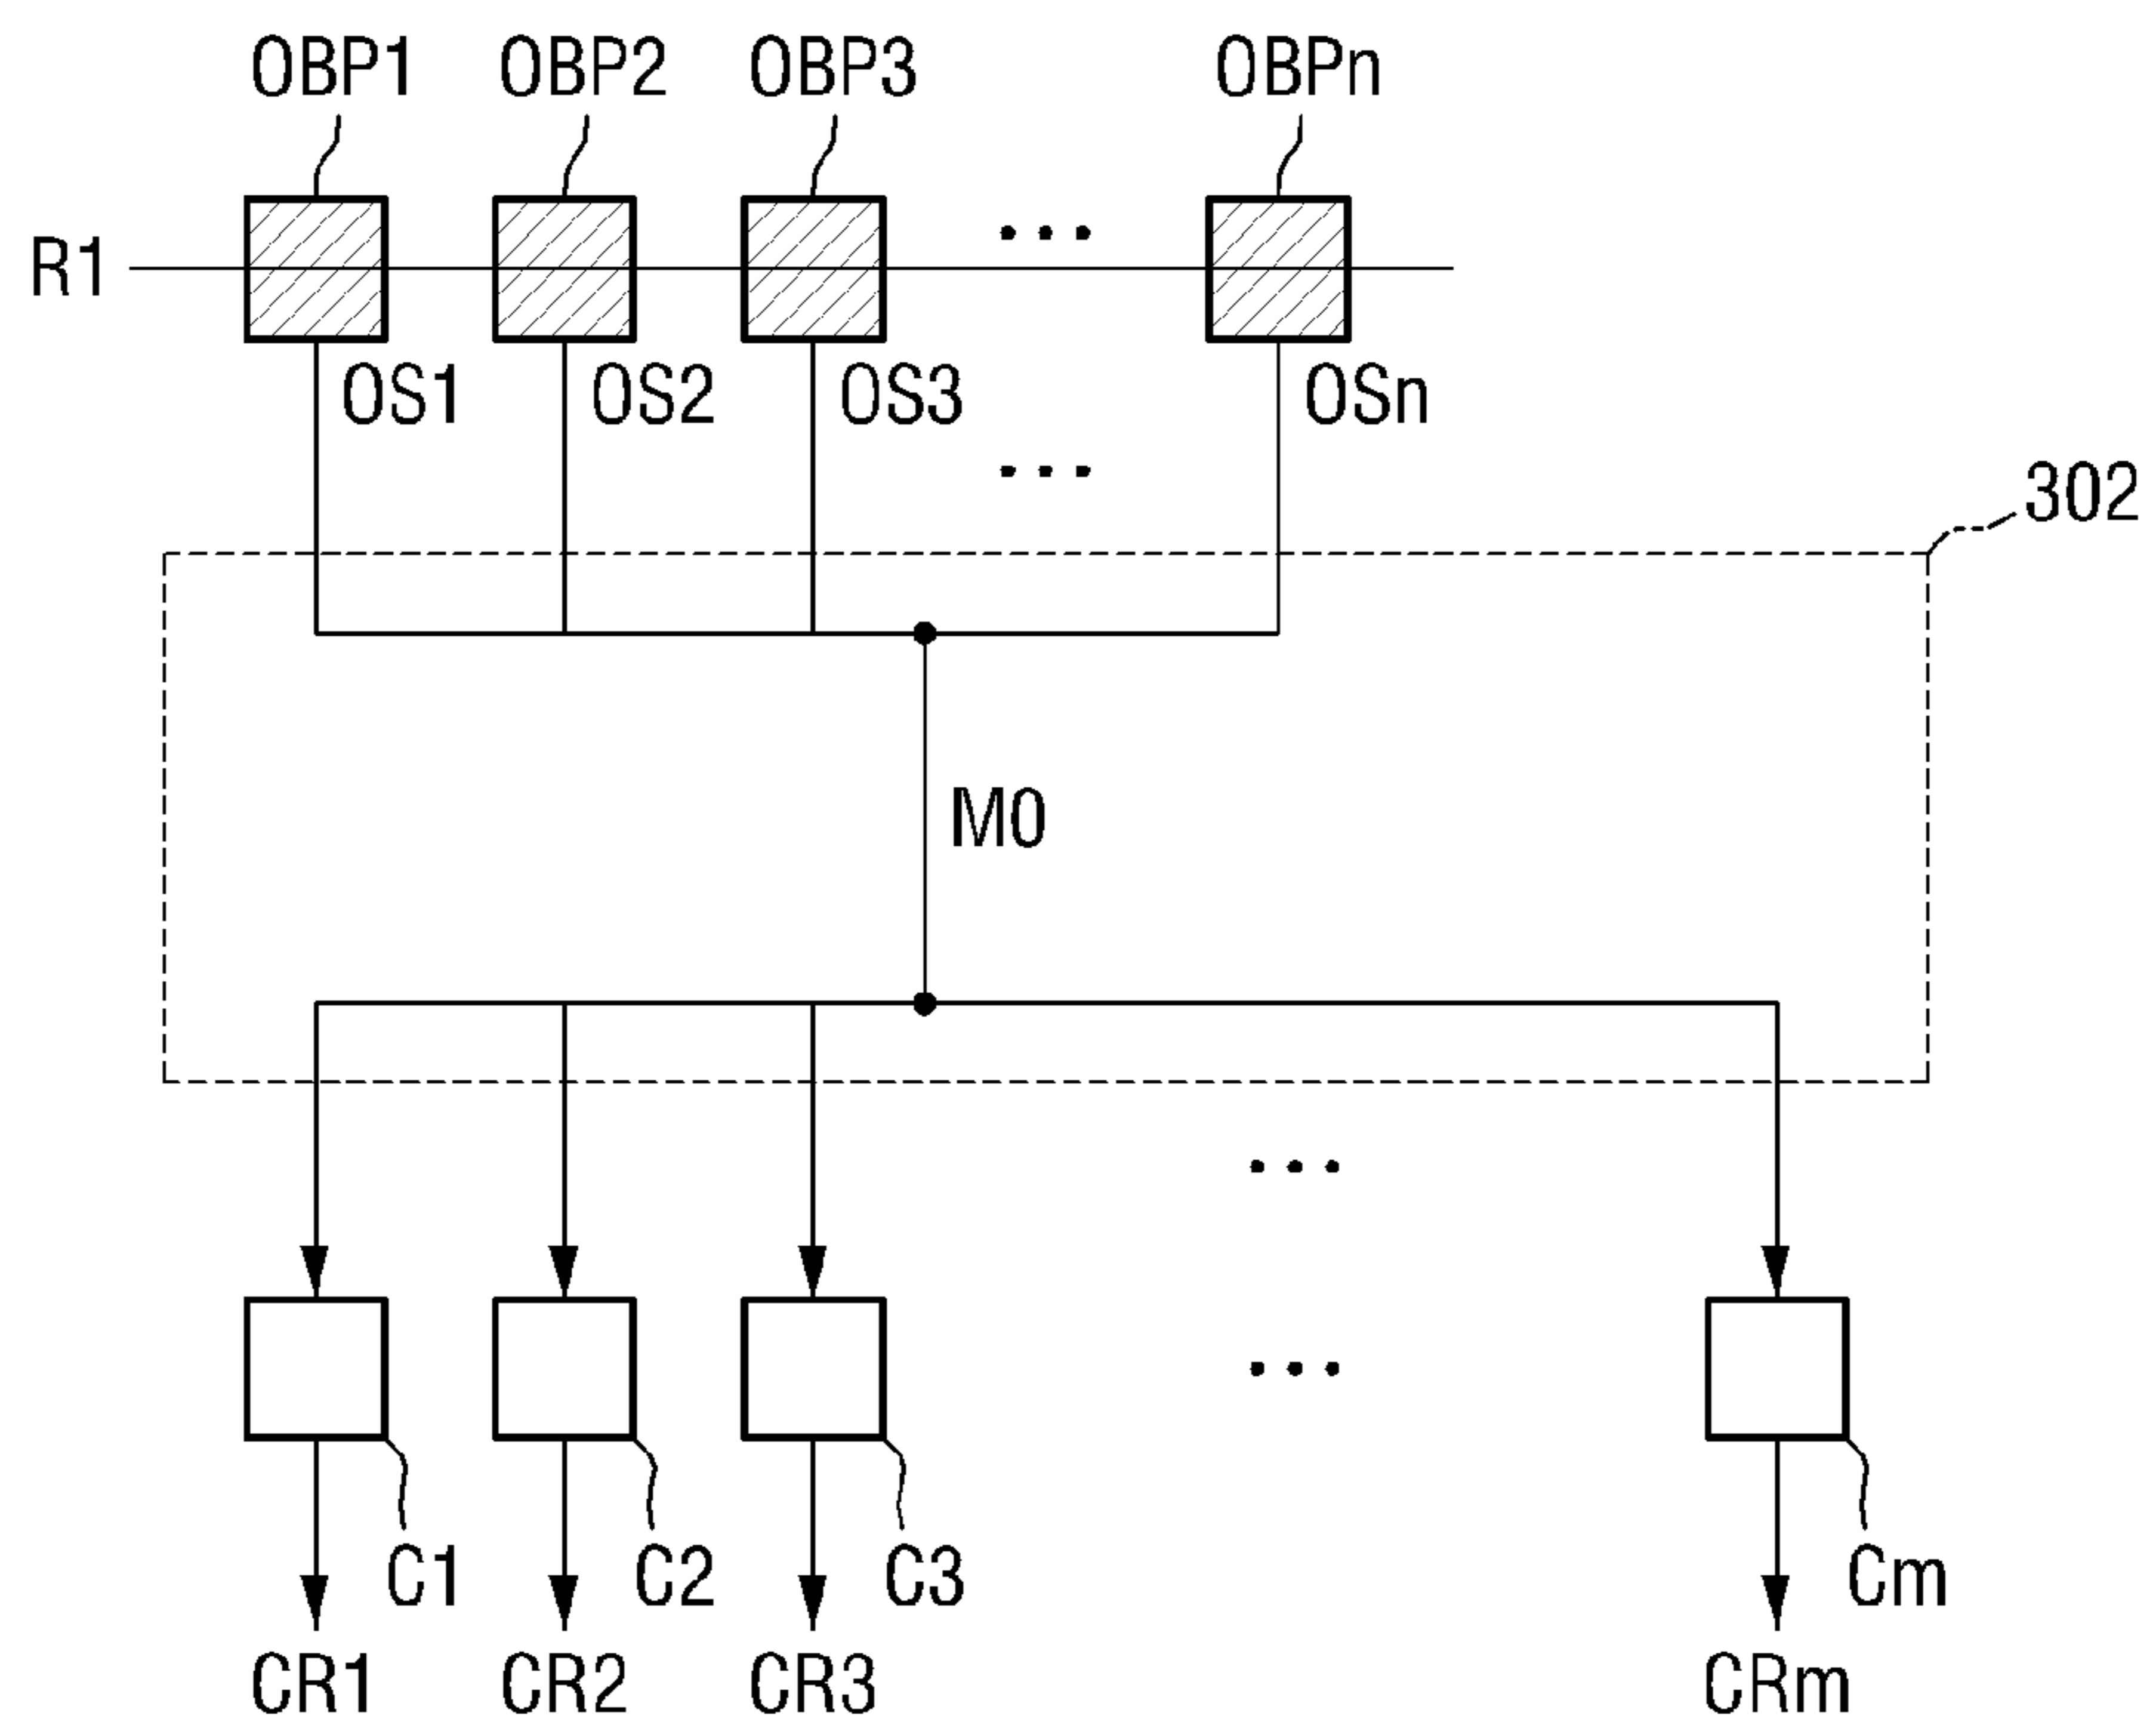 OBP1 OBP2 OBP3 OBPn
R1
OS1 OS2 OS3 OSn
302
M0
C1 C2 C3 Cm
CR1 CR2 CR3 CRm